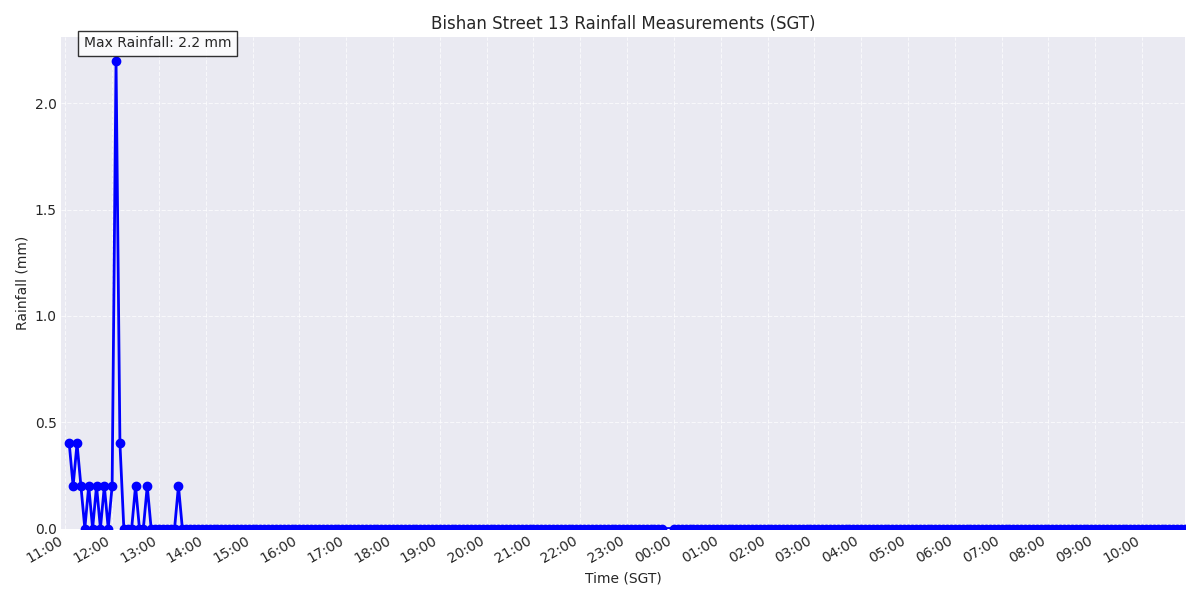 Bishan Street 13 Rainfall Measurements (SGT)
Max Rainfall: 2.2 mm
Rainfall (mm)
2.0
1.5
1.0
0.5
0.0
11:00 12:00 13:00 14:00 15:00 16:00 17:00 18:00 19:00 20:00 21:00 22:00 23:00 00:00 01:00 02:00 03:00 04:00 05:00 06:00 07:00 08:00 09:00 10:00
Time (SGT)